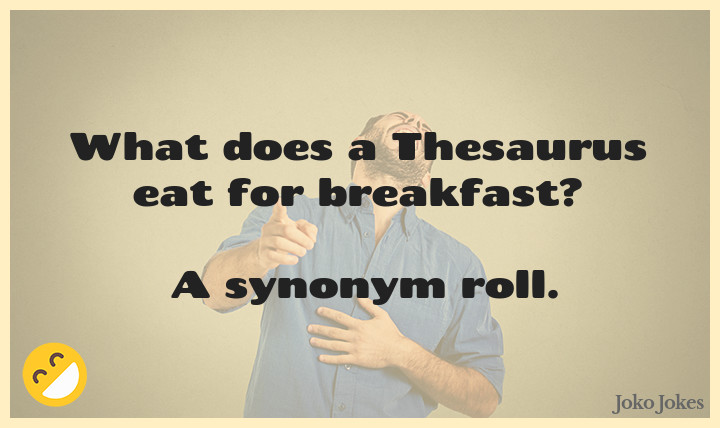 What does a Thesaurus
eat for breakfast?
A synonym roll.
Joko Jokes